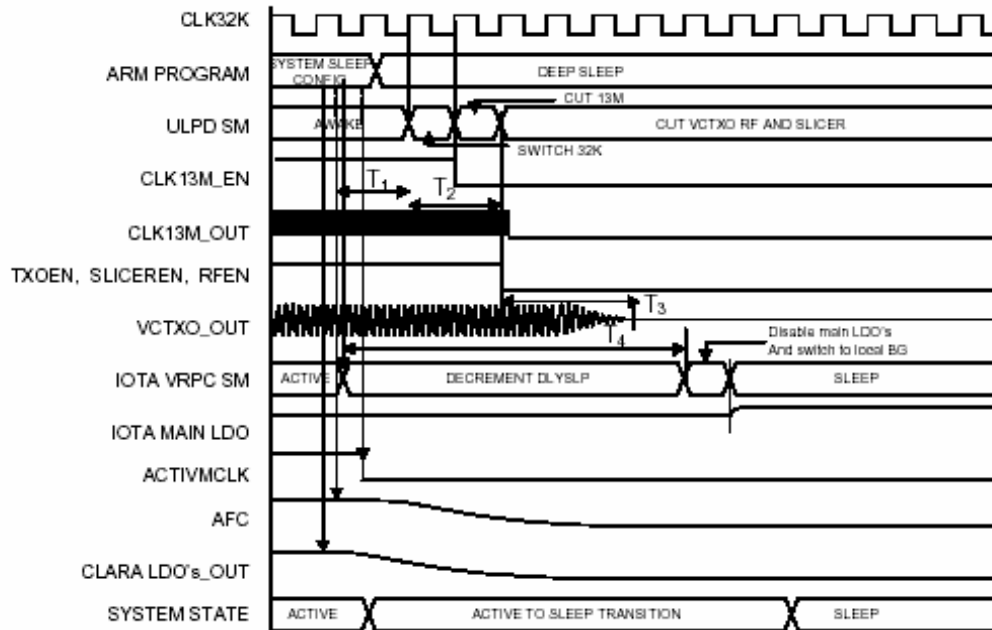 CLK32K
ARM PROGRAM
SYSTEM SLEEP
CONFIG
DEEP SLEEP
CUT 13M
ULPD SM
AWAKE
CUT VCTXO RF AND SLICER
SWITCH 32K
CLK13M_EN
T1
T2
CLK13M_OUT
TXOEN, SLICEREN, RFEN
T3
VCTXO_OUT
T4
Disable main LDO's
And switch to local BG
IOTA VRPC SM
ACTIVE
DECREMENT DLYSLP
SLEEP
IOTA MAIN LDO
ACTIVMCLK
AFC
CLARA LDO's_OUT
SYSTEM STATE
ACTIVE
ACTIVE TO SLEEP TRANSITION
SLEEP